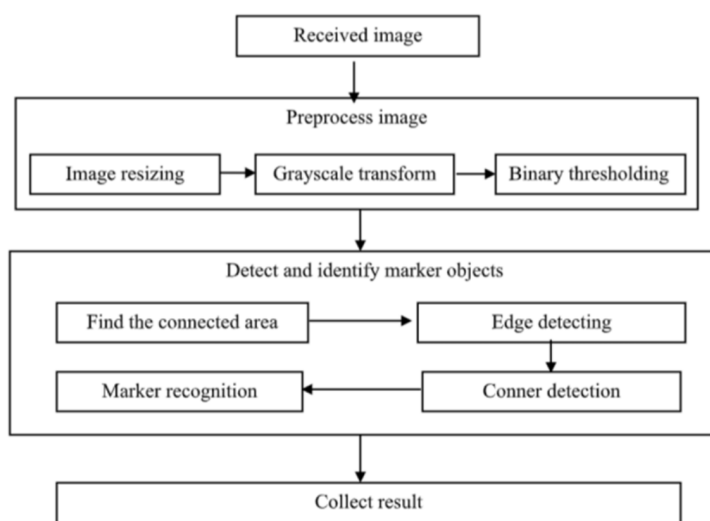 Received image
Preprocess image
Image resizing
Grayscale transform
Binary thresholding
Detect and identify marker objects
Find the connected area
Edge detecting
Marker recognition
Conner detection
Collect result